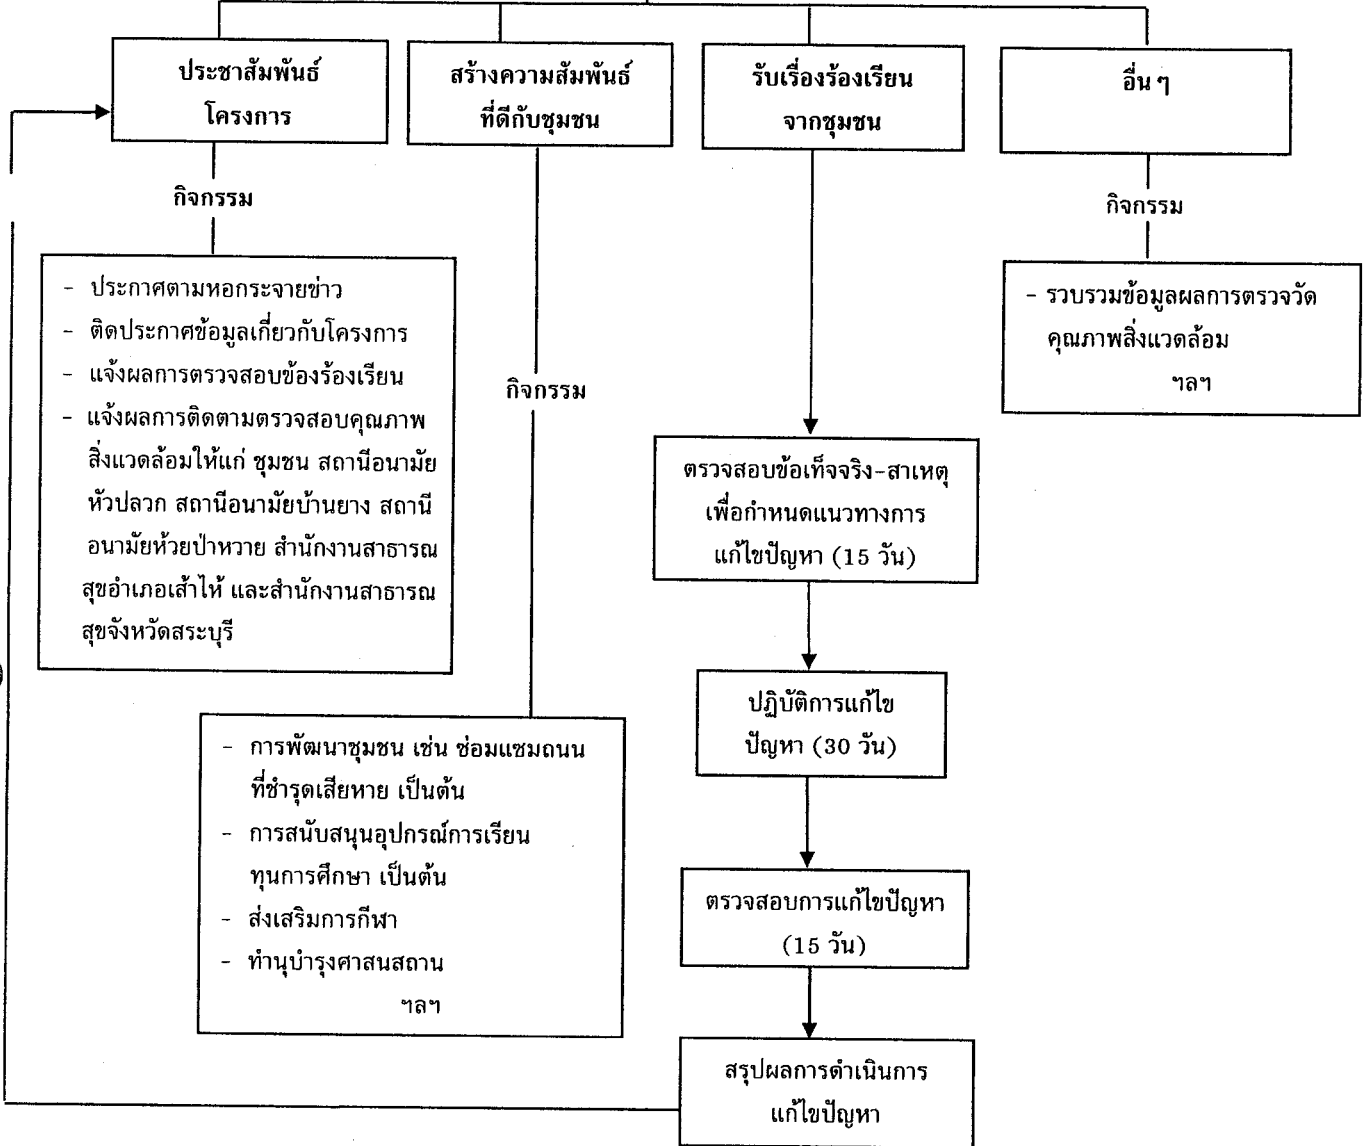 ประชาสัมพันธ์
โครงการ
สร้างความสัมพันธ์
ที่ดีกับชุมชน
รับเรื่องร้องเรียน
จากชุมชน
อื่น ๆ
กิจกรรม
- ประกาศตามหอกระจายข่าว
- ติดประกาศข้อมูลเกี่ยวกับโครงการ
- แจ้งผลการตรวจสอบข้องร้องเรียน
- แจ้งผลการติดตามตรวจสอบคุณภาพ
สิ่งแวดล้อมให้แก่ ชุมชน สถานีอนามัย
หัวปลวก สถานีอนามัยบ้านยาง สถานี
อนามัยห้วยป่าหวาย สำนักงานสาธารณ
สุขอำเภอเส้าไห้ และสำนักงานสาธารณ
สุขจังหวัดสระบุรี
กิจกรรม
- การพัฒนาชุมชน เช่น ซ่อมแซมถนน
ที่ชำรุดเสียหาย เป็นต้น
- การสนับสนุนอุปกรณ์การเรียน
ทุนการศึกษา เป็นต้น
- ส่งเสริมการกีฬา
- ทำนุบำรุงศาสนสถาน
ฯลฯ
ตรวจสอบข้อเท็จจริง-สาเหตุ
เพื่อกำหนดแนวทางการ
แก้ไขปัญหา (15 วัน)
ปฏิบัติการแก้ไข
ปัญหา (30 วัน)
ตรวจสอบการแก้ไขปัญหา
(15 วัน)
สรุปผลการดำเนินการ
แก้ไขปัญหา
กิจกรรม
- รวบรวมข้อมูลผลการตรวจวัด
คุณภาพสิ่งแวดล้อม
ฯลฯ